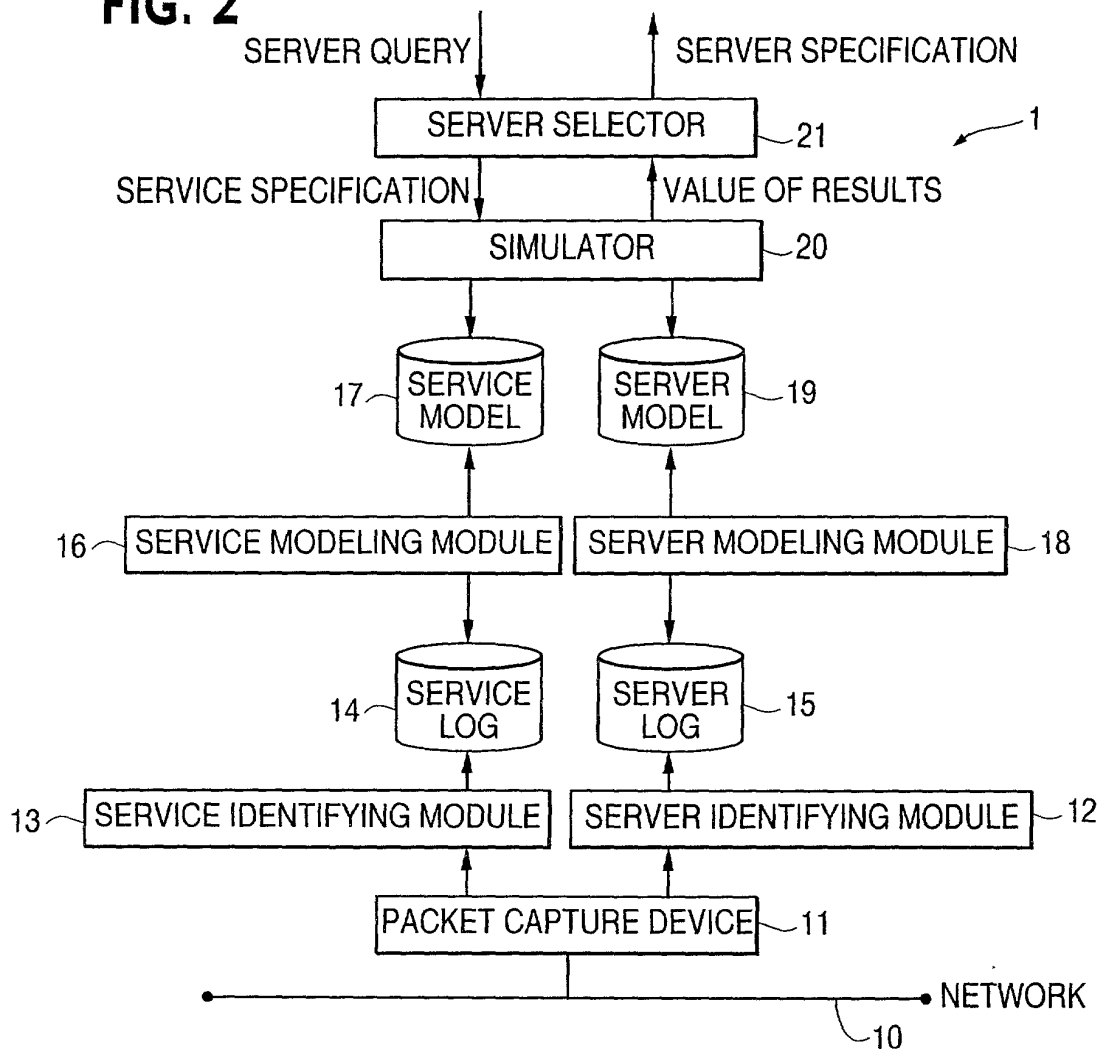 FIG. 2
SERVER QUERY
SERVER SPECIFICATION
SERVER SELECTOR
21
1
SERVICE SPECIFICATION
VALUE OF RESULTS
SIMULATOR
20
17
SERVICE
MODEL
SERVER
MODEL
19
16
SERVICE MODELING MODULE
SERVER MODELING MODULE
18
14
SERVICE
LOG
SERVER
LOG
15
13
SERVICE IDENTIFYING MODULE
SERVER IDENTIFYING MODULE
12
PACKET CAPTURE DEVICE
11
NETWORK
10